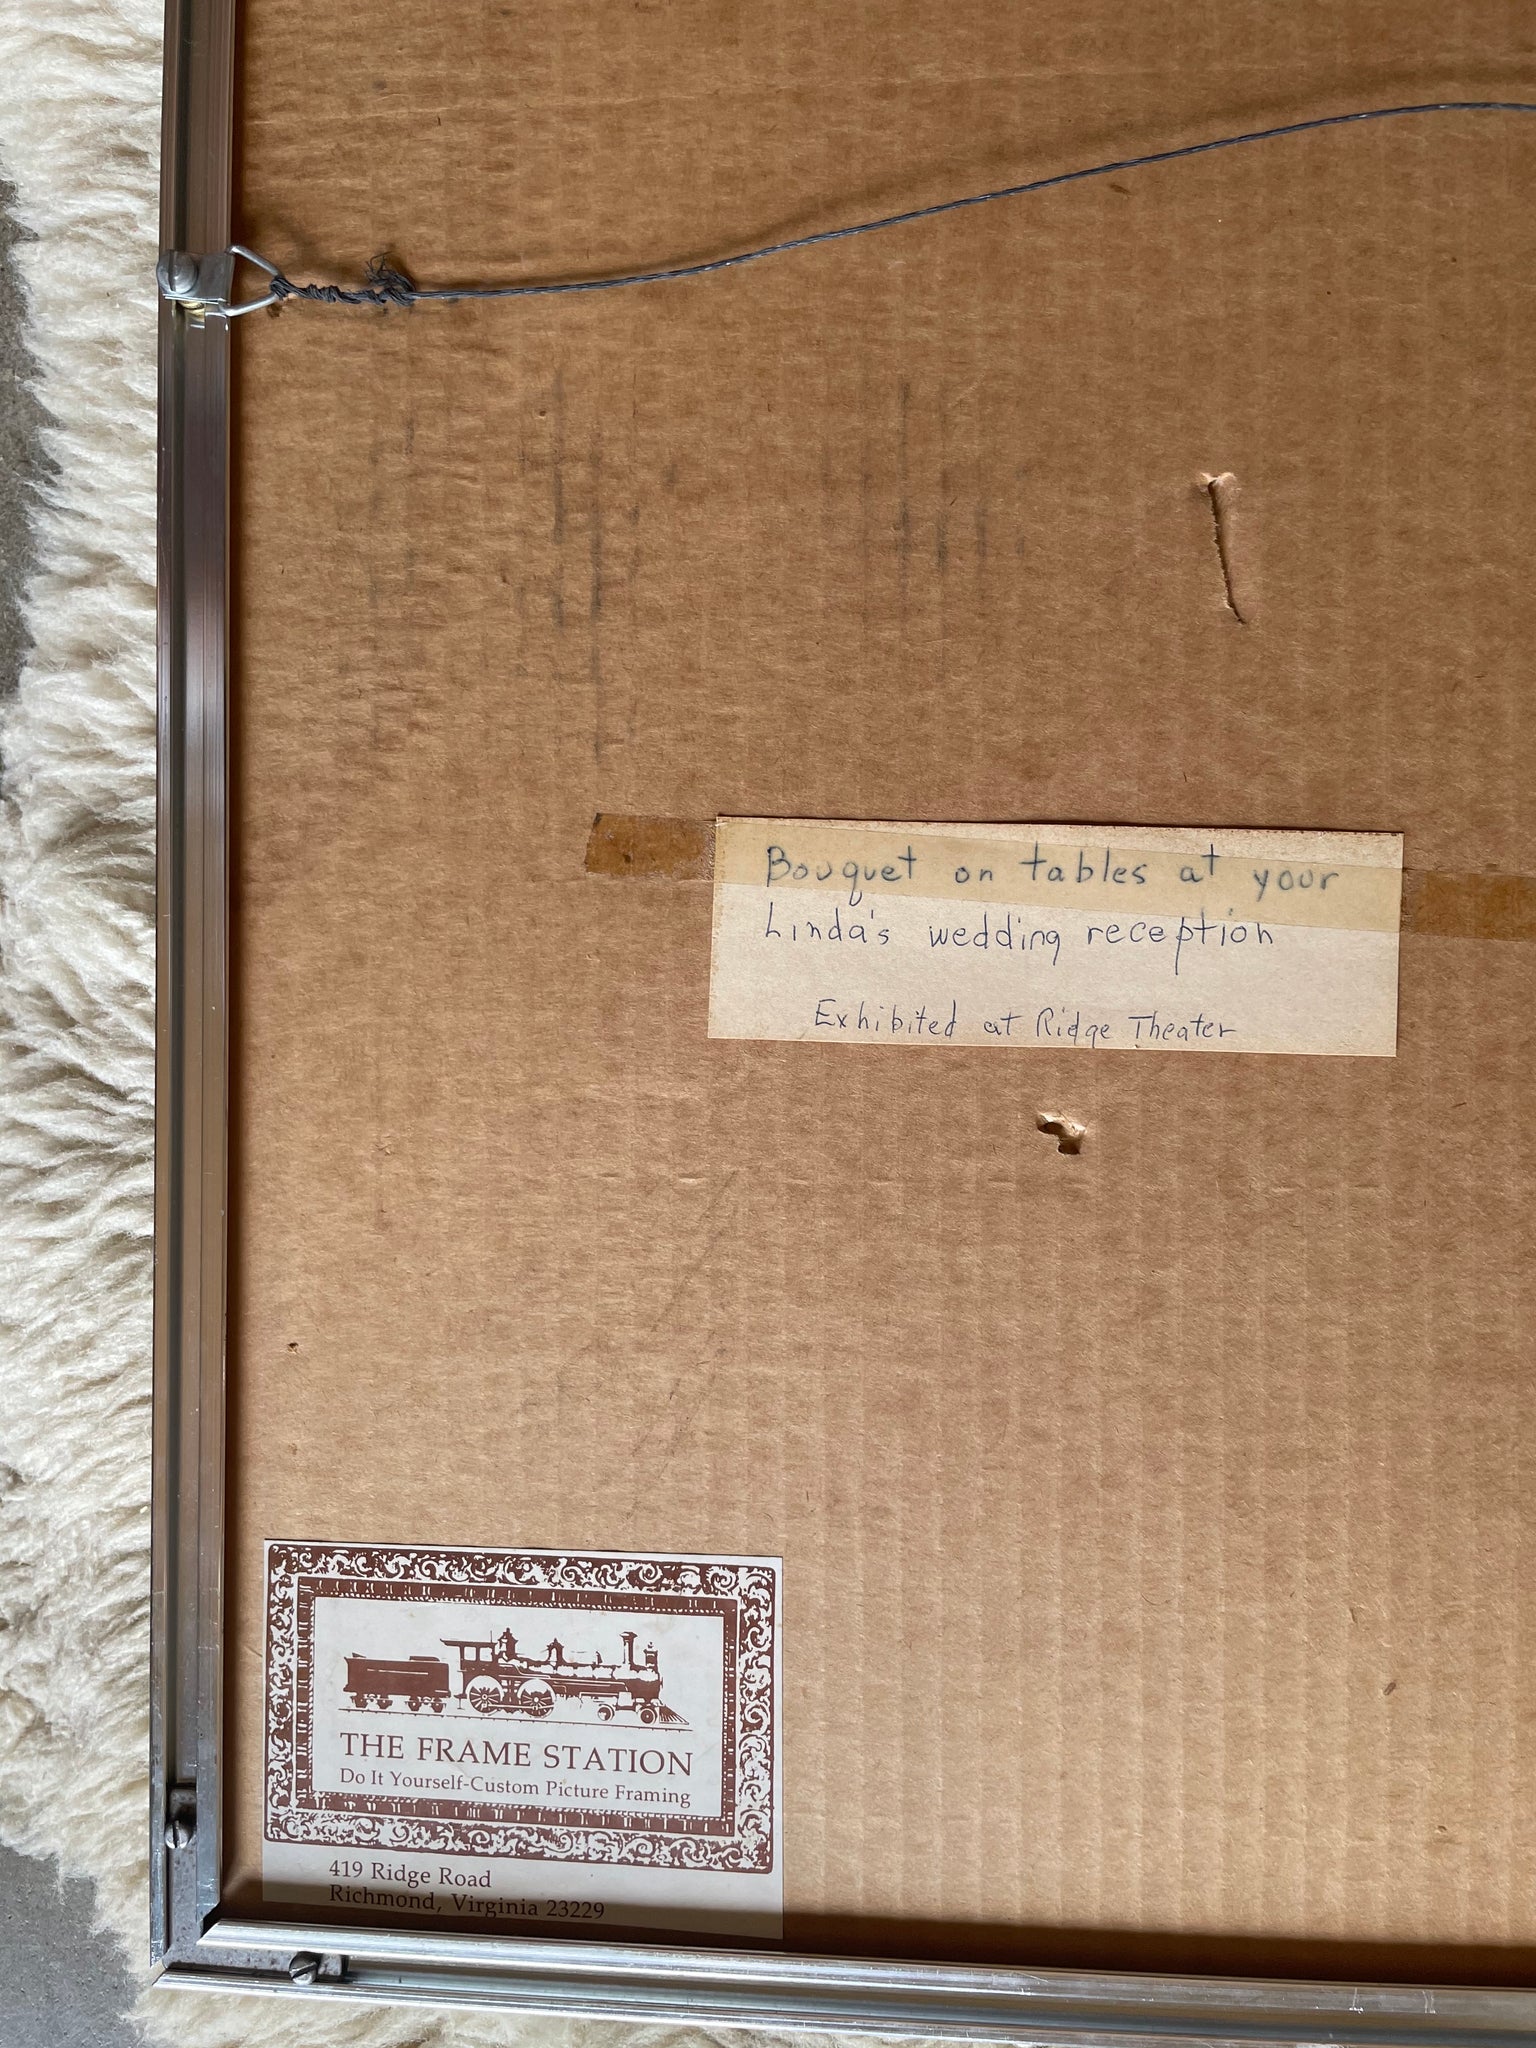 Bouquet on tables at your
Linda's wedding reception
Exhibited at Ridge Theater
THE FRAME STATION
Do It Yourself-Custom Picture Framing
419 Ridge Road
Richmond, Virginia 23229